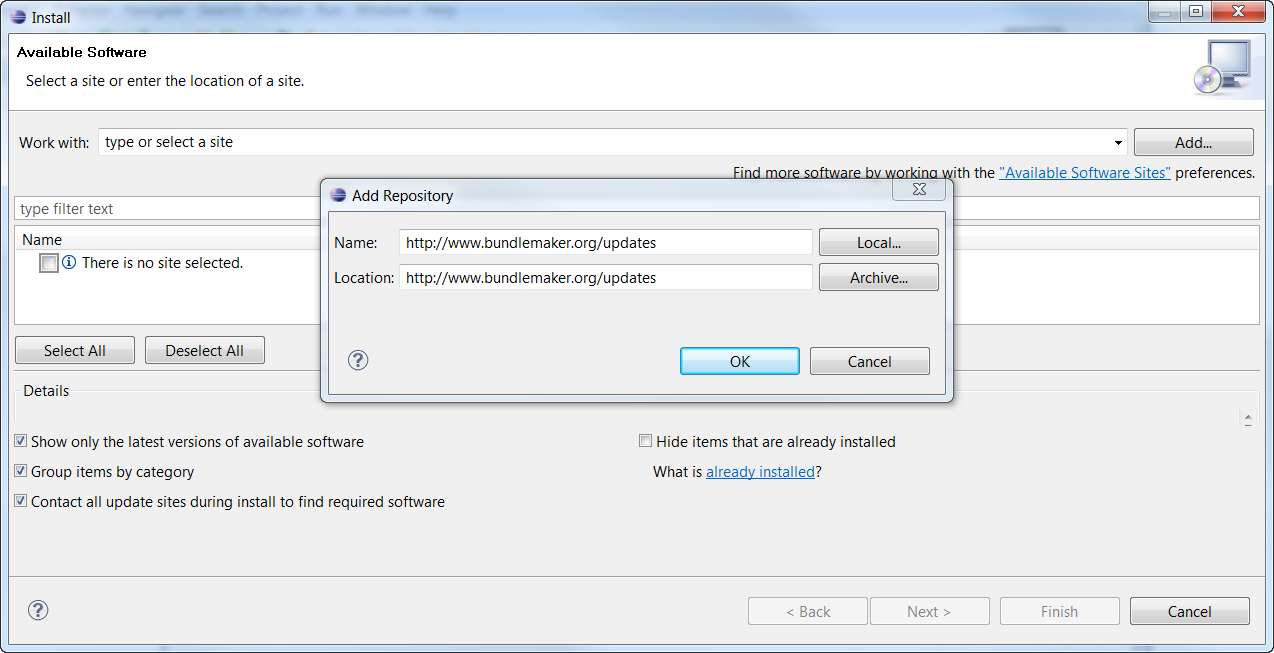 Install
Available Software
Select a site or enter the location of a site.
Work with: type or select a site Add...
Find more software by working with the "Available Software Sites" preferences.
type filter text
Name
There is no site selected.
Add Repository
Name: http://www.bundlemaker.org/updates Local...
Location: http://www.bundlemaker.org/updates Archive...
OK Cancel
Select All Deselect All
Details
Show only the latest versions of available software
Hide items that are already installed
Group items by category
What is already installed?
Contact all update sites during install to find required software
< Back Next > Finish Cancel